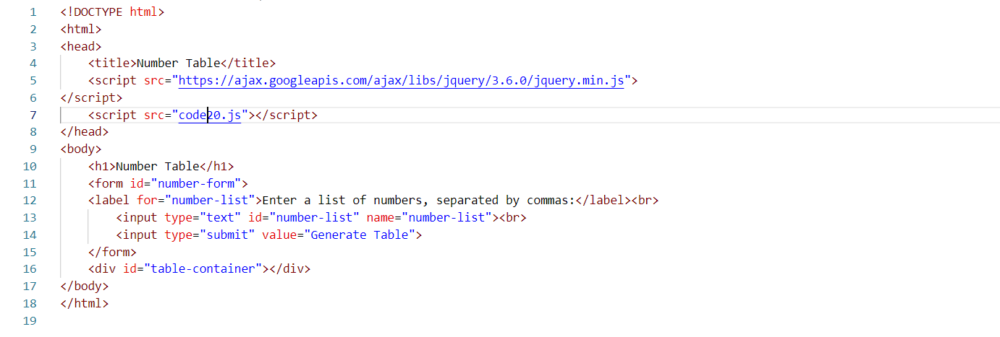 1 <!DOCTYPE html>
2 <html>
3 <head>
4     <title>Number Table</title>
5     <script src="https://ajax.googleapis.com/ajax/libs/jquery/3.6.0/jquery.min.js">
6 </script>
7     <script src="code20.js"></script>
8 </head>
9 <body>
10     <h1>Number Table</h1>
11     <form id="number-form">
12     <label for="number-list">Enter a list of numbers, separated by commas:</label><br>
13         <input type="text" id="number-list" name="number-list"><br>
14         <input type="submit" value="Generate Table">
15     </form>
16     <div id="table-container"></div>
17 </body>
18 </html>
19